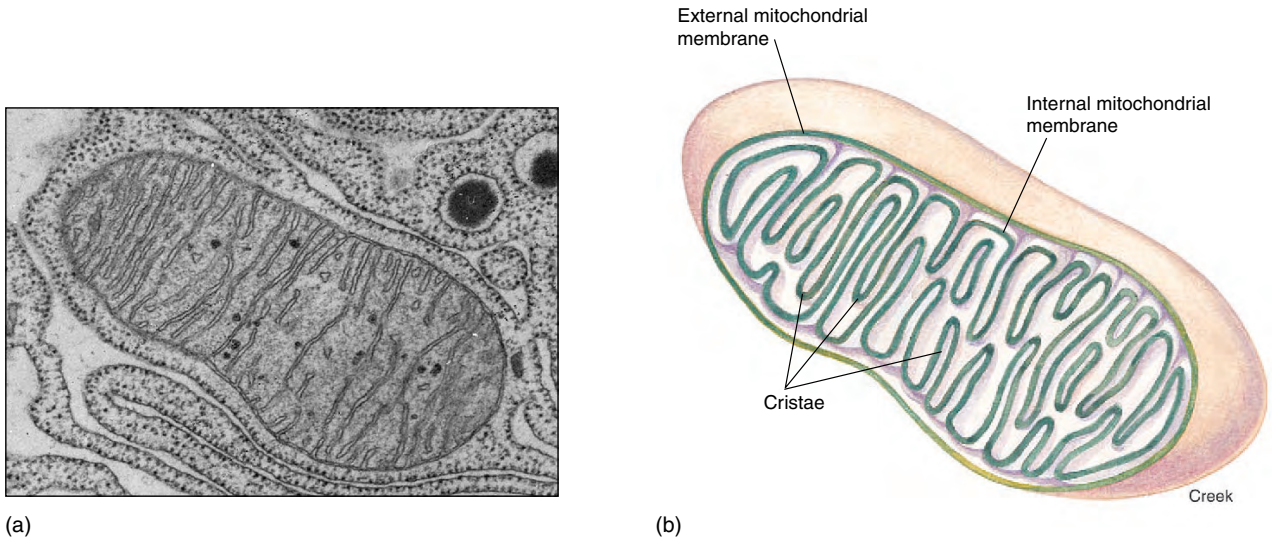 External mitochondrial
membrane
Internal mitochondrial
membrane
Cristae
Creek
(a)
(b)